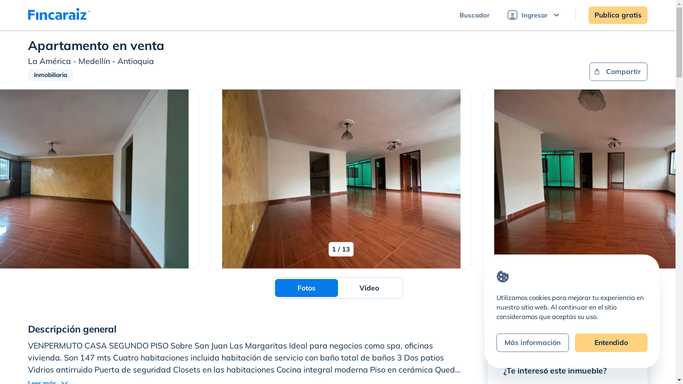 Fincaraiz
Buscador
Ingresar
Publica gratis
Apartamento en venta
La América - Medellín - Antioquia
Inmobiliaria
Compartir
1 / 13
Fotos
Video
Utilizamos cookies para mejorar tu experiencia en
nuestro sitio web. Al continuar en el sitio
consideramos que aceptas su uso.
Más información
Entendido
Descripción general
VENPERMUTO CASA SEGUNDO PISO Sobre San Juan Las Margaritas Ideal para negocios como spa, oficinas
vivienda. Son 147 mts Cuatro habitaciones incluida habitación de servicio con baño total de baños 3 Dos patios
Vidrios antirruido Puerta de seguridad Closets en las habitaciones Cocina integral moderna Piso en cerámica Qued...
Leer más
¿Te interesó este inmueble?